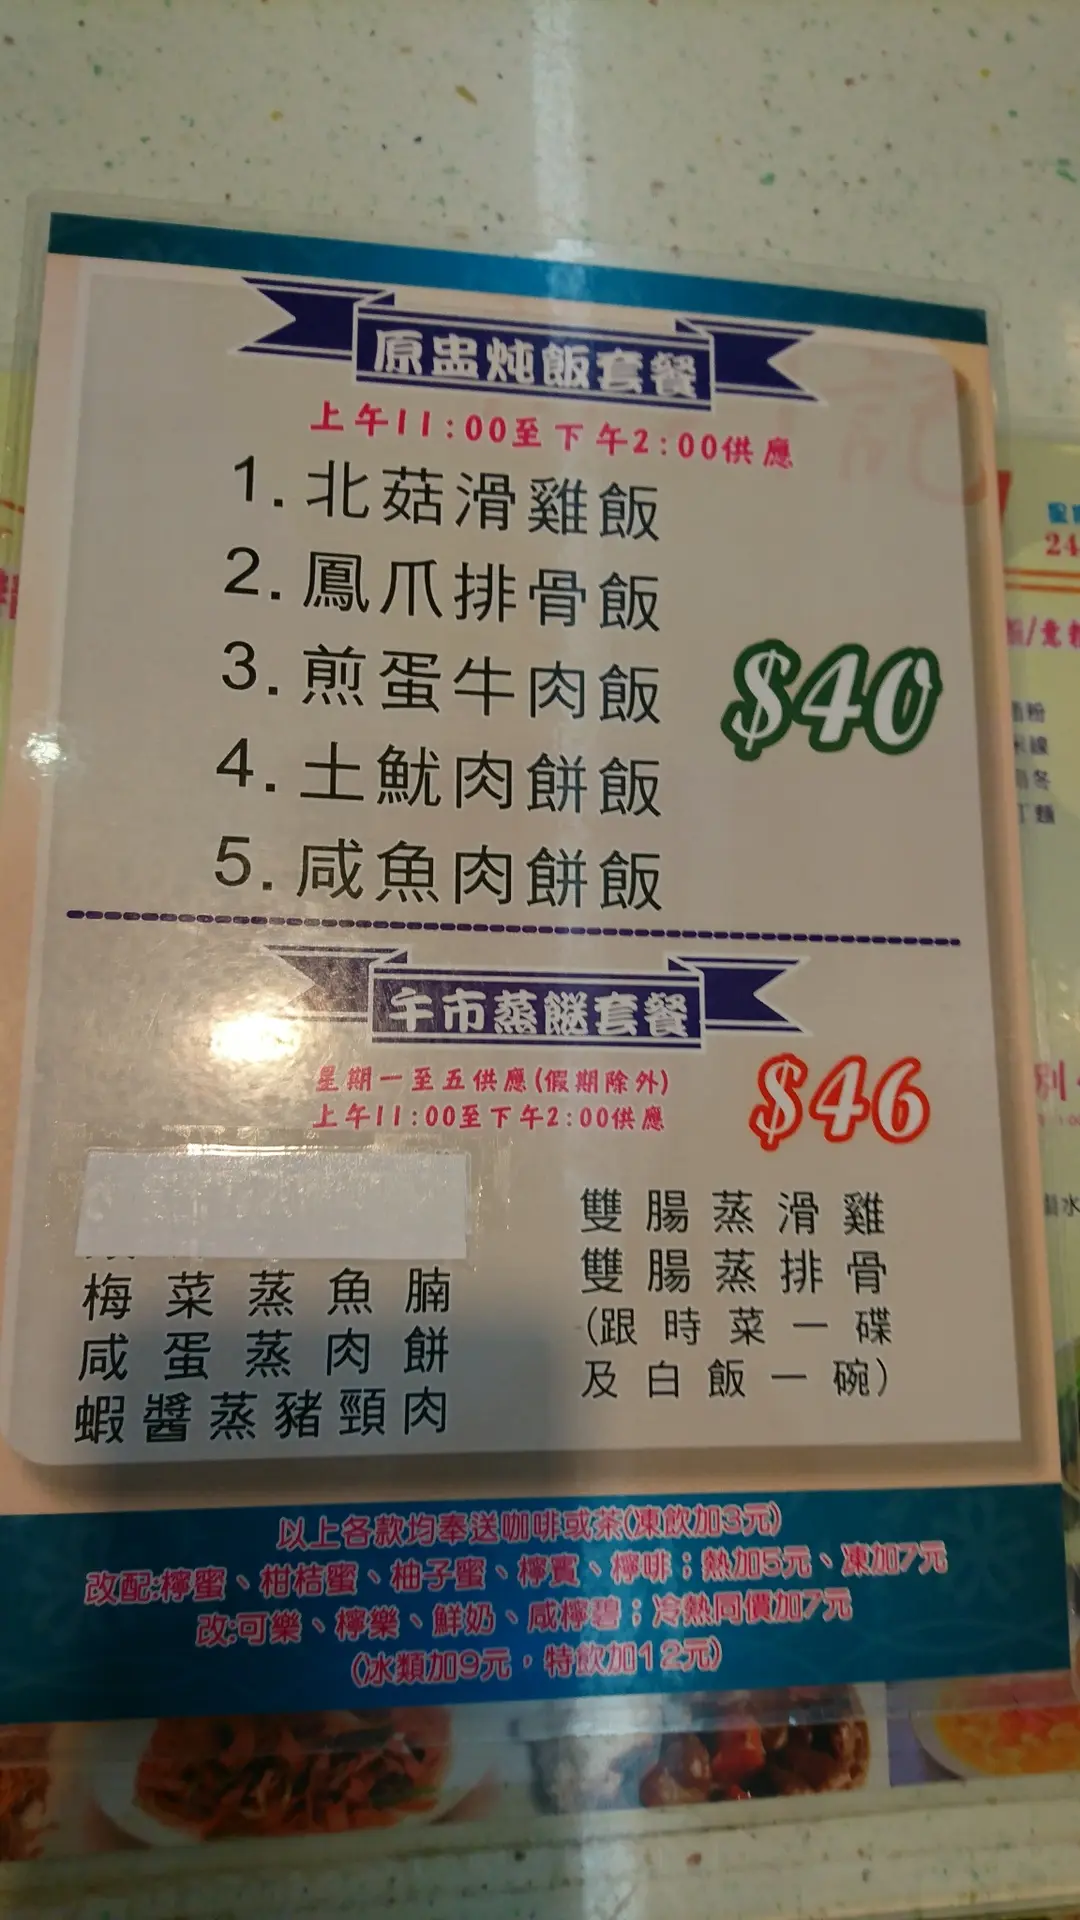 原盅炖飯套餐
上午11:00至下午2:00供應
1.北菇滑雞飯
2.鳳爪排骨飯
3.煎蛋牛肉飯
4.土魷肉餅飯
5.咸魚肉餅飯
$40
午市蒸餸套餐
星期一至五供應(假期除外)
上午11:00至下午2:00供應
$46
梅菜蒸魚腩
咸蛋蒸肉餅
蝦醬蒸豬頸肉
雙腸蒸滑雞
雙腸蒸排骨
(跟時菜一碟
及白飯一碗)
以上各款均奉送咖啡或茶(凍飲加3元)
改配:檸蜜、柑桔蜜、柚子蜜、檸賓、檸啡；熱加5元、凍加7元
改:可樂、檸樂、鮮奶、咸檸碧；冷熱同價加7元
(冰類加9元，特飲加12元)
24
粉
線
冬
麵